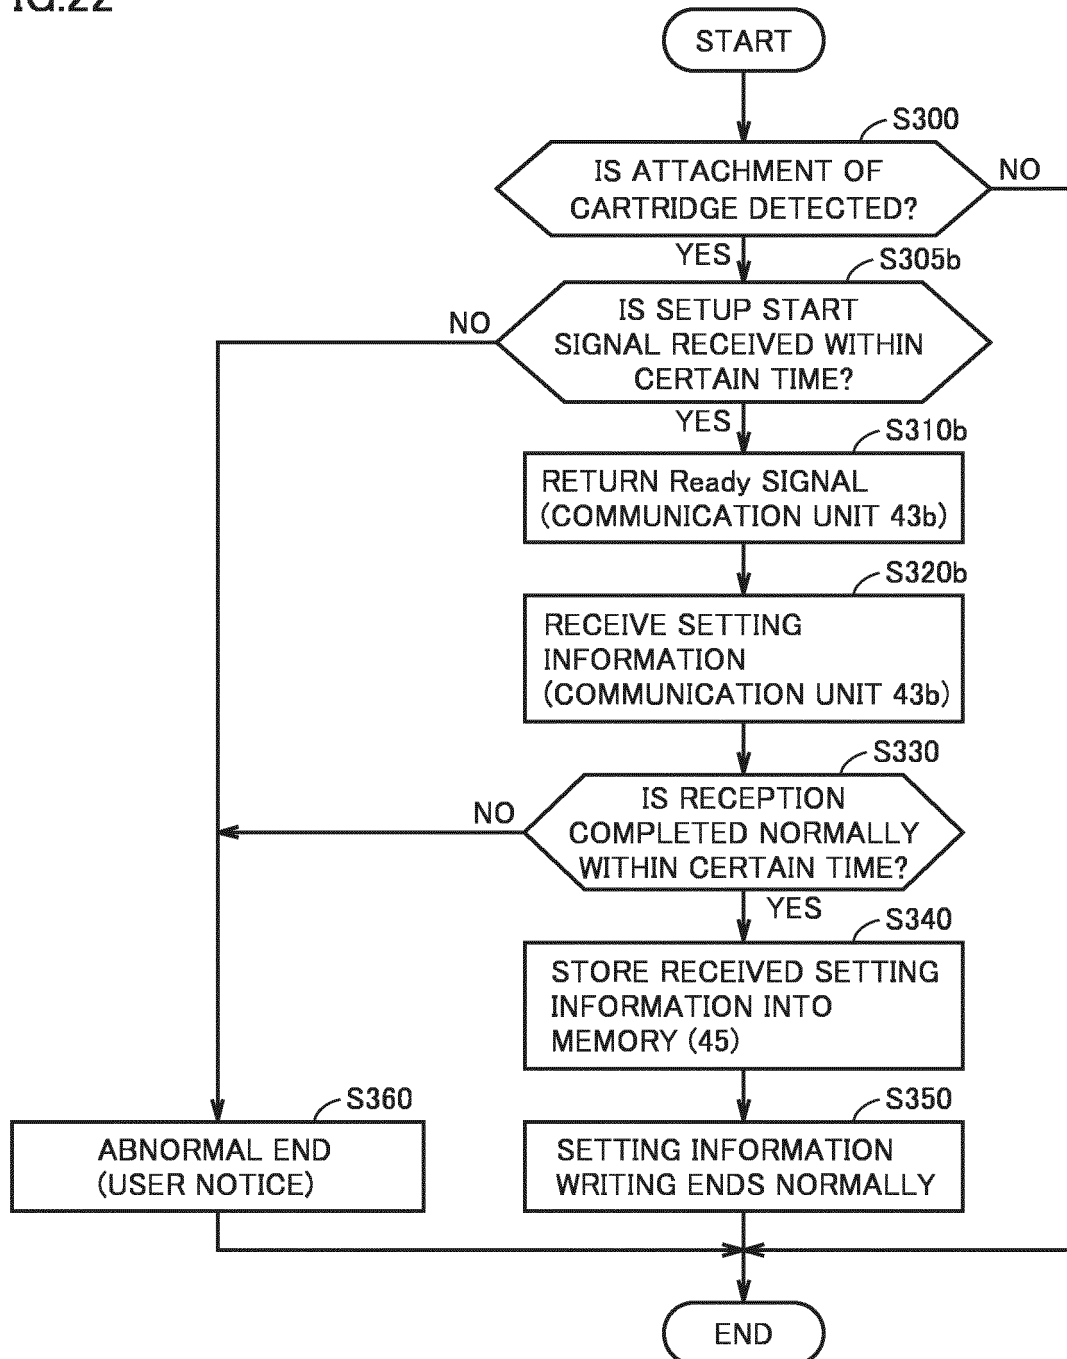 IG.22
START
S300
IS ATTACHMENT OF
CARTRIDGE DETECTED?
NO
YES
S305b
IS SETUP START
SIGNAL RECEIVED WITHIN
CERTAIN TIME?
NO
YES
S310b
RETURN Ready SIGNAL
(COMMUNICATION UNIT 43b)
S320b
RECEIVE SETTING
INFORMATION
(COMMUNICATION UNIT 43b)
S330
IS RECEPTION
COMPLETED NORMALLY
WITHIN CERTAIN TIME?
NO
YES
S340
STORE RECEIVED SETTING
INFORMATION INTO
MEMORY (45)
S360
ABNORMAL END
(USER NOTICE)
S350
SETTING INFORMATION
WRITING ENDS NORMALLY
END